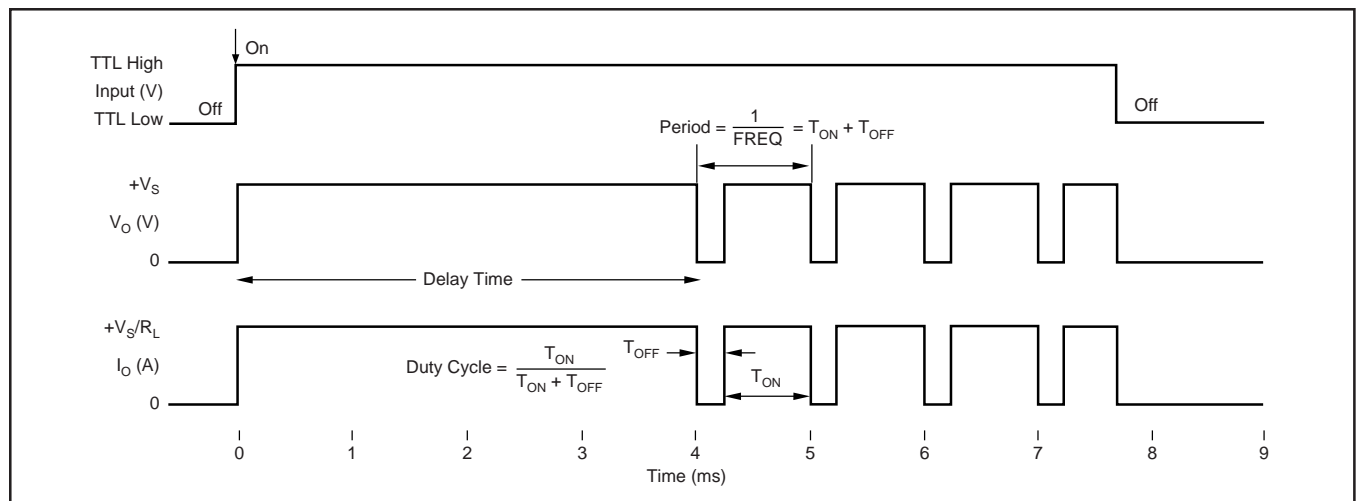 On
TTL High
Input (V)
Off
TTL Low
Off
Period = 1/FREQ = T_ON + T_OFF
+V_S
V_O (V)
0
Delay Time
+V_S/R_L
I_O (A)
0
Duty Cycle = T_ON/T_ON + T_OFF
T_OFF
T_ON
0 1 2 3 4 5 6 7 8 9
Time (ms)